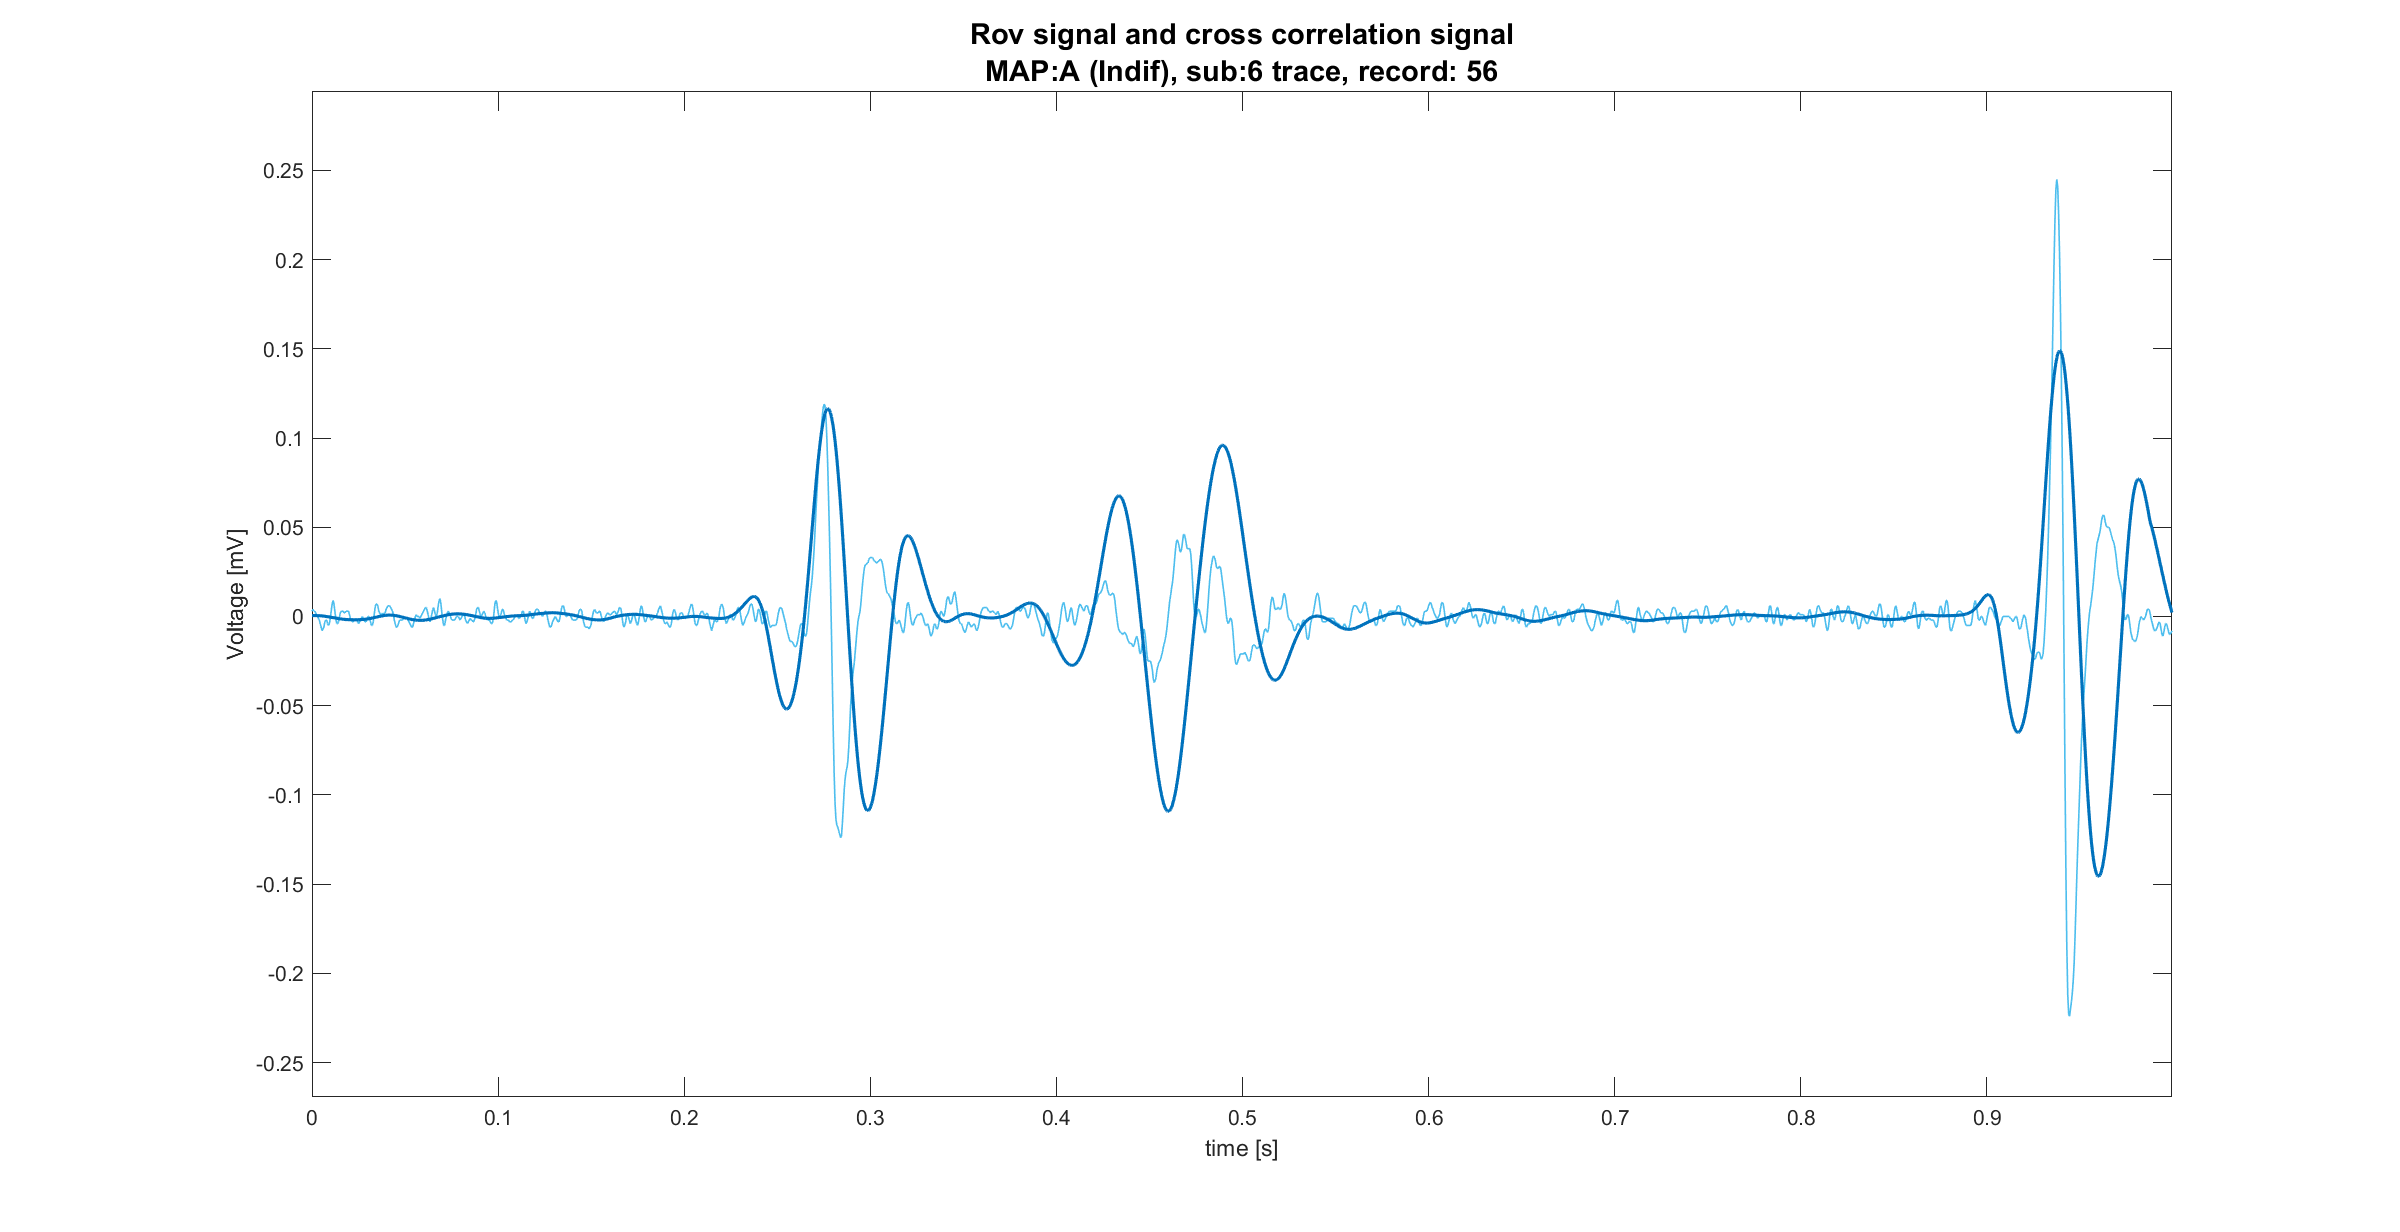 Rov signal and cross correlation signal
MAP:A (Indif), sub:6 trace, record: 56
Voltage [mV]
0.25
0.2
0.15
0.1
0.05
0
-0.05
-0.1
-0.15
-0.2
-0.25
0 0.1 0.2 0.3 0.4 0.5 0.6 0.7 0.8 0.9
time [s]